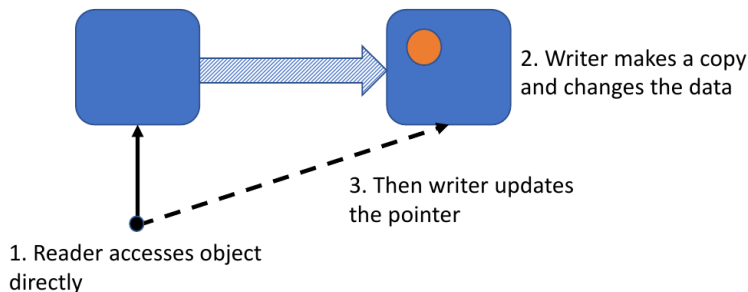 2. Writer makes a copy
and changes the data
3. Then writer updates
the pointer
1. Reader accesses object
directly